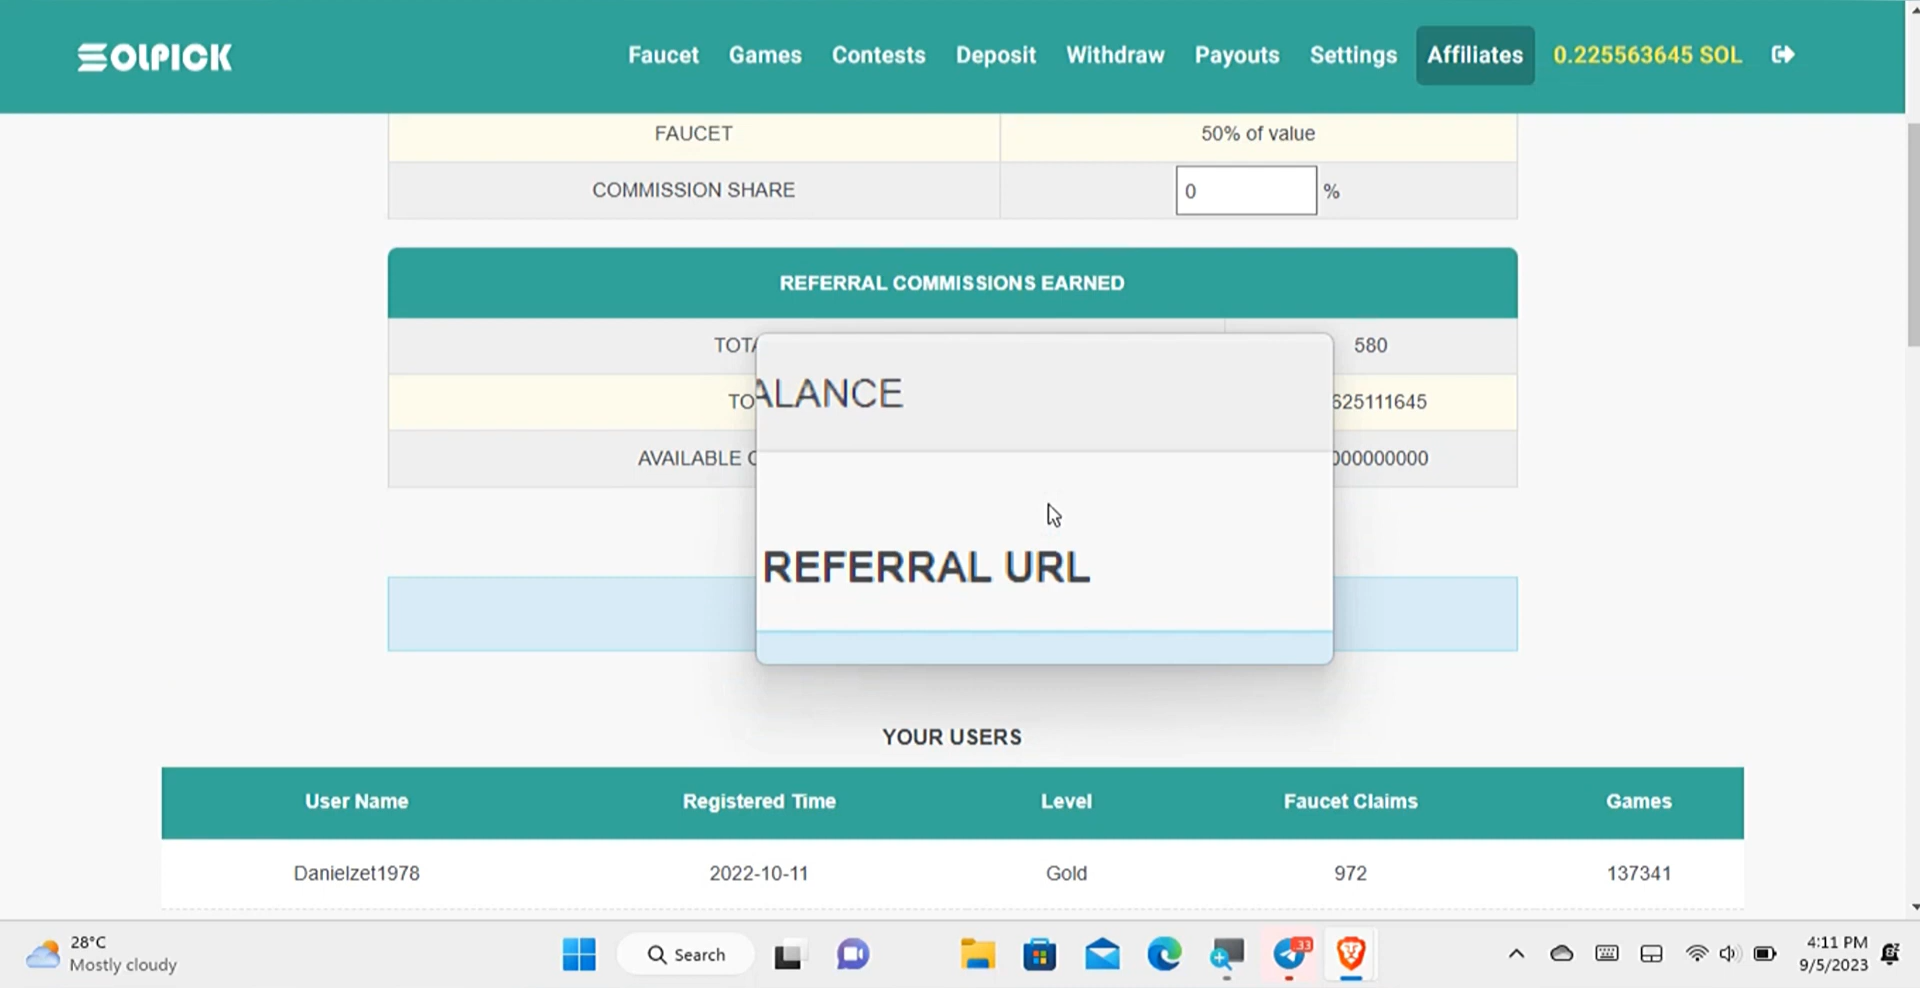 SOLPICK
Faucet Games Contests Deposit Withdraw Payouts Settings Affiliates 0.225563645 SOL
FAUCET 50% of value
COMMISSION SHARE 0 %
REFERRAL COMMISSIONS EARNED
580
625111645
AVAILABLE 000000000
ALANCE
REFERRAL URL
YOUR USERS
User Name Registered Time Level Faucet Claims Games
Danielzet1978 2022-10-11 Gold 972 137341
28°C
Mostly cloudy
Search
33
4:11 PM
9/5/2023